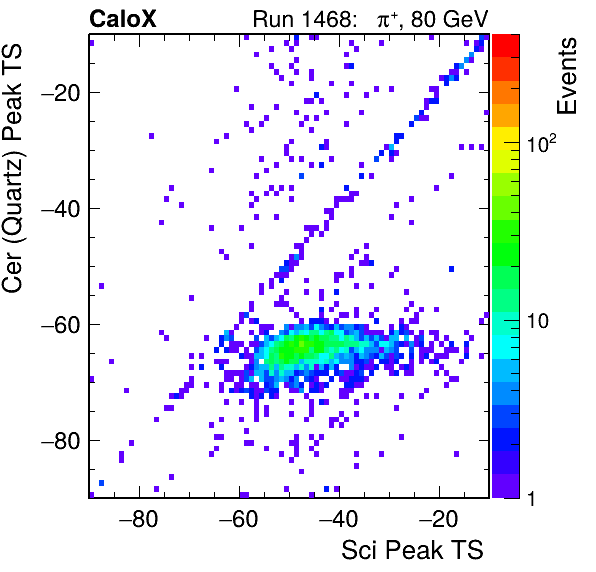 CaloX Run 1468: π⁺, 80 GeV
Cer (Quartz) Peak TS
−20
−40
−60
−80
−80 −60 −40 −20
Sci Peak TS
Events
10²
10
1